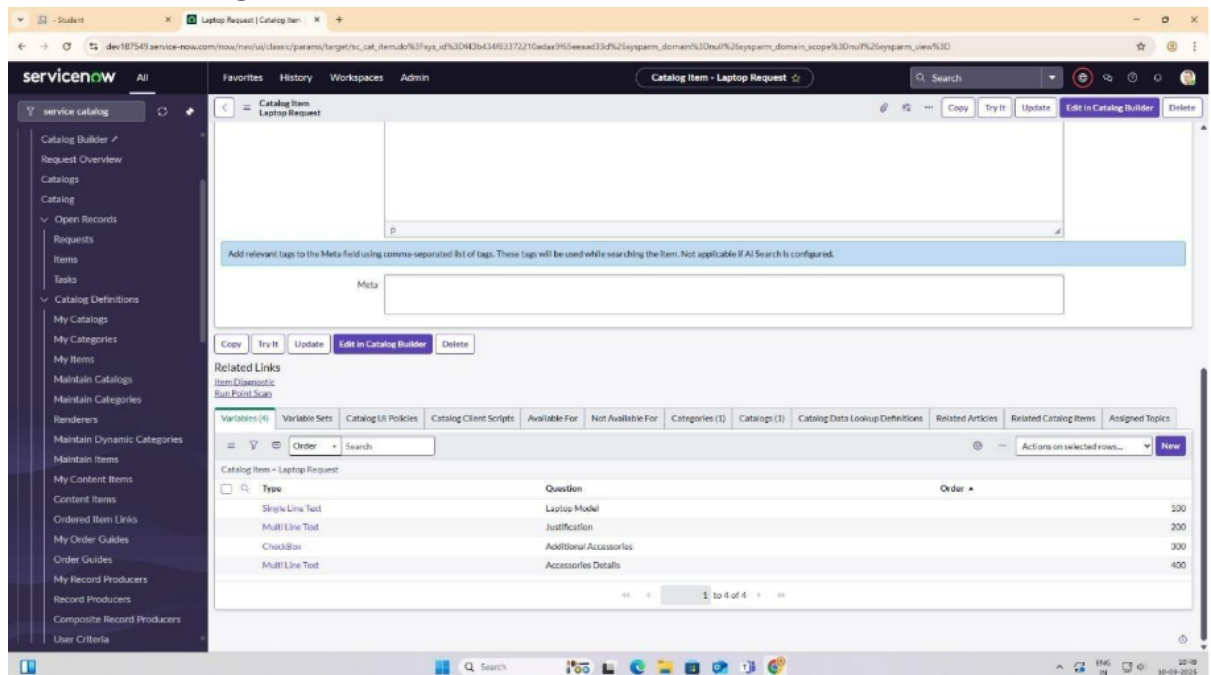 - Student
Laptop Request | Catalog Item
dev187549.service-now.com/now/nav/ui/classic/params/target/sc_cat_item.do%3Fsys_id%3D
servicenow All Favorites History Workspaces Admin Catalog Item - Laptop Request Search
service catalog
Catalog Item
Laptop Request
Copy Try It Update Edit in Catalog Builder Delete
Catalog Builder
Request Overview
Catalogs
Catalog
Open Records
Requests
Items
Tasks
Catalog Definitions
My Catalogs
My Categories
My Items
Maintain Catalogs
Maintain Categories
Renderers
Maintain Dynamic Categories
Maintain Items
My Content Items
Content Items
Ordered Item Links
My Order Guides
Order Guides
My Record Producers
Record Producers
Composite Record Producers
User Criteria
p
Add relevant tags to the Meta field using comma-separated list of tags. These tags will be used while searching the item. Not applicable if AI Search is configured.
Meta
Copy Try It Update Edit in Catalog Builder Delete
Related Links
Item Diagnostic
Run Point Scan
Variables (4) Variable Sets Catalog UI Policies Catalog Client Scripts Available For Not Available For Categories (1) Catalogs (1) Catalog Data Lookup Definitions Related Articles Related Catalog Items Assigned Topics
Order Search Actions on selected rows... New
Catalog Item = Laptop Request
Type Question Order
Single Line Text Laptop Model 100
Multi Line Text Justification 200
CheckBox Additional Accessories 300
Multi Line Text Accessories Details 400
1 to 4 of 4
Search
ENG
IN